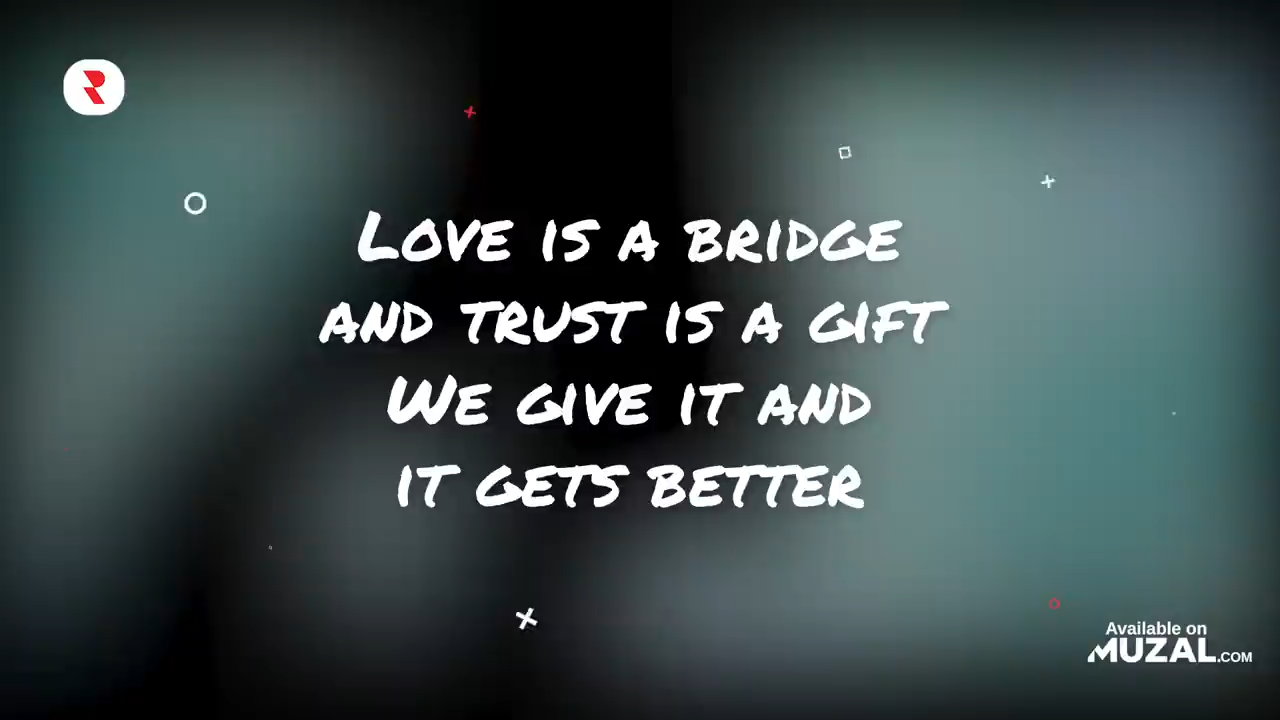 Love is a bridge
and trust is a gift
We give it and
it gets better
Available on
MUZAL.COM